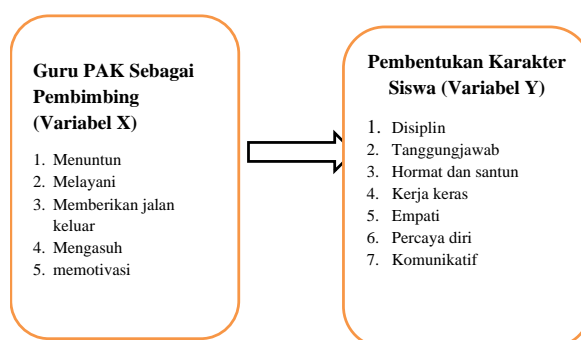 Guru PAK Sebagai
Pembimbing
(Variabel X)
1. Menuntun
2. Melayani
3. Memberikan jalan
keluar
4. Mengasuh
5. memotivasi
Pembentukan Karakter
Siswa (Variabel Y)
1. Disiplin
2. Tanggungjawab
3. Hormat dan santun
4. Kerja keras
5. Empati
6. Percaya diri
7. Komunikatif